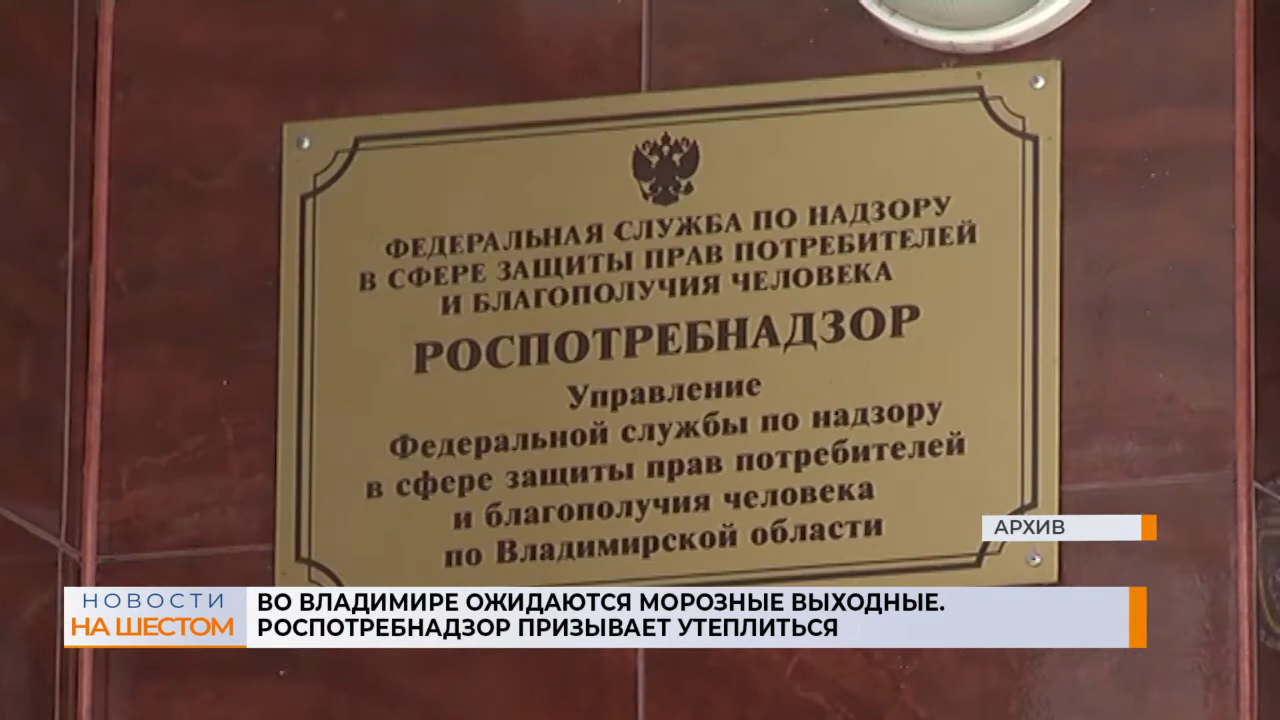 ФЕДЕРАЛЬНАЯ СЛУЖБА ПО НАДЗОРУ
В СФЕРЕ ЗАЩИТЫ ПРАВ ПОТРЕБИТЕЛЕЙ
И БЛАГОПОЛУЧИЯ ЧЕЛОВЕКА
РОСПОТРЕБНАДЗОР
Управление
Федеральной службы по надзору
в сфере защиты прав потребителей
и благополучия человека
по Владимирской области
АРХИВ
НОВОСТИ
НА ШЕСТОМ
ВО ВЛАДИМИРЕ ОЖИДАЮТСЯ МОРОЗНЫЕ ВЫХОДНЫЕ.
РОСПОТРЕБНАДЗОР ПРИЗЫВАЕТ УТЕПЛИТЬСЯ